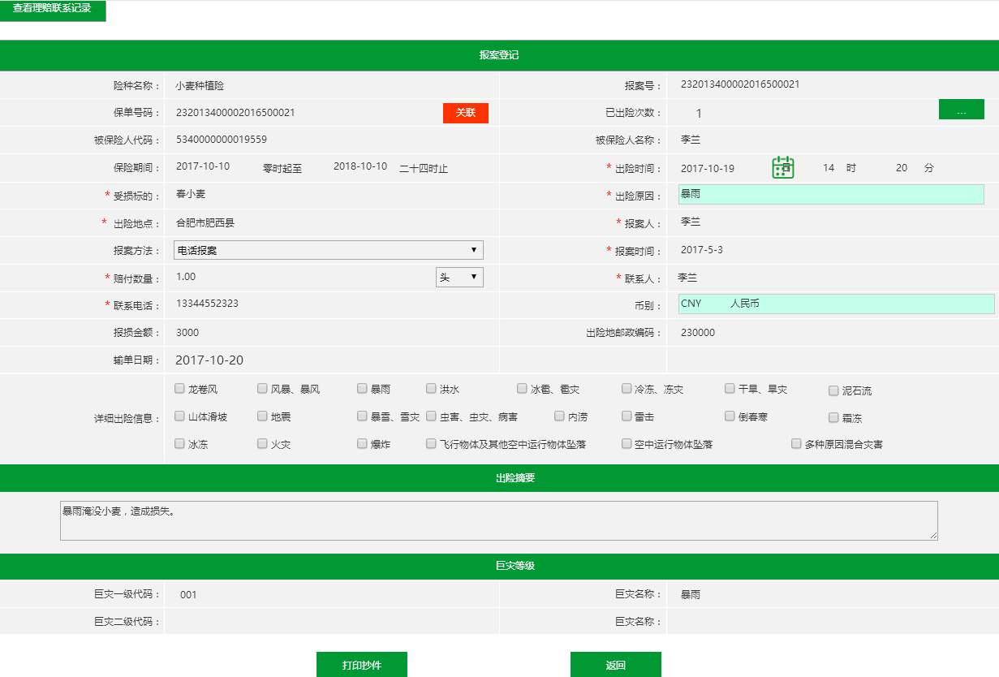 查看理赔联系记录
报案登记
险种名称： 小麦种植险 报案号： 232013400002016500021
保单号码： 232013400002016500021 关联 已出险次数： 1 ...
被保险人代码： 5340000000019559 被保险人名称： 李兰
保险期间： 2017-10-10 零时起至 2018-10-10 二十四时止 * 出险时间： 2017-10-19 日 14 时 20 分
* 受损标的： 春小麦 * 出险原因： 暴雨
* 出险地点： 合肥市肥西县 * 报案人： 李兰
报案方法： 电话报案 * 报案时间： 2017-5-3
* 赔付数量： 1.00 头 * 联系人： 李兰
* 联系电话： 13344552323 币别： CNY 人民币
报损金额： 3000 出险地邮政编码： 230000
输单日期： 2017-10-20
龙卷风 风暴、暴风 暴雨 洪水 冰雹、雹灾 冷冻、冻灾 干旱、旱灾 泥石流
详细出险信息： 山体滑坡 地震 暴雪、雪灾 虫害、虫灾、病害 内涝 雷击 倒春寒 霜冻
冰冻 火灾 爆炸 飞行物体及其他空中运行物体坠落 空中运行物体坠落 多种原因混合灾害
出险摘要
暴雨淹没小麦，造成损失。
巨灾等级
巨灾一级代码： 001 巨灾名称： 暴雨
巨灾二级代码： 巨灾名称：
打印抄件 返回